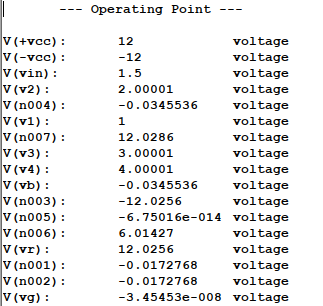 --- Operating Point ---
V(+vcc): 12 voltage
V(-vcc): -12 voltage
V(vin): 1.5 voltage
V(v2): 2.00001 voltage
V(n004): -0.0345536 voltage
V(v1): 1 voltage
V(n007): 12.0286 voltage
V(v3): 3.00001 voltage
V(v4): 4.00001 voltage
V(vb): -0.0345536 voltage
V(n003): -12.0256 voltage
V(n005): -6.75016e-014 voltage
V(n006): 6.01427 voltage
V(vr): 12.0256 voltage
V(n001): -0.0172768 voltage
V(n002): -0.0172768 voltage
V(vg): -3.45453e-008 voltage